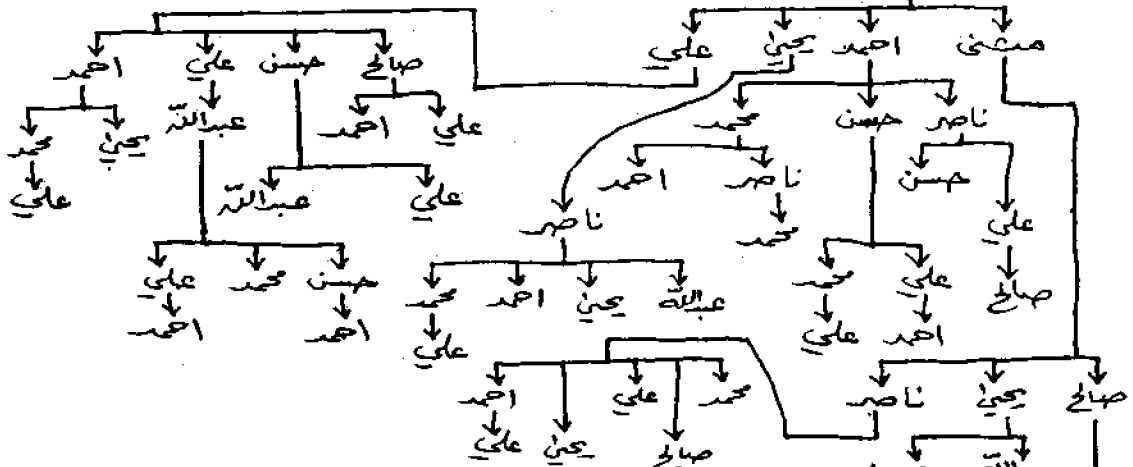 مثنى احمد يحيى علي
صالح حسن علي احمد
ناصر حسن محمد
علي احمد عبدالله يحيى محمد
حسن ناصر احمد
علي عبدالله علي
علي محمد ناصر
صالح علي محمد حسن محمد علي
عبدالله يحيى احمد محمد
احمد علي احمد احمد
علي
صالح يحيى ناصر محمد علي احمد
صالح يحيى علي